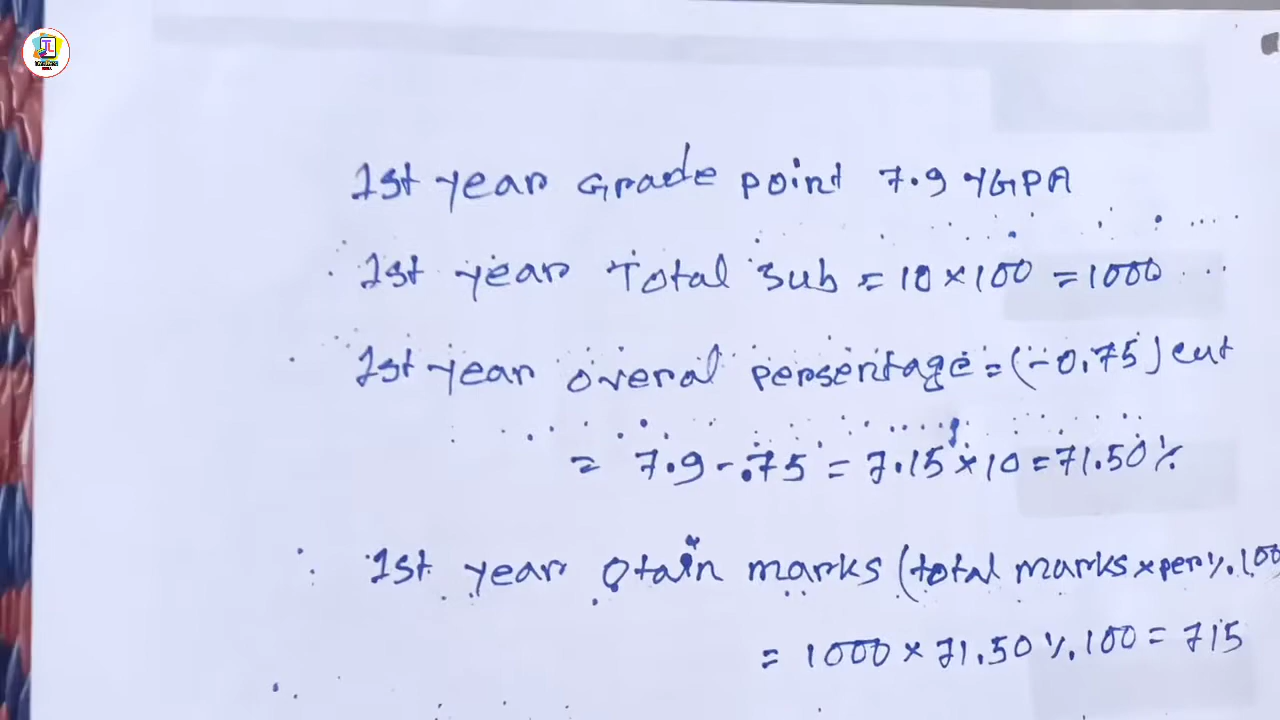 1st year Grade point 7.9 YGPA
1st year Total Sub = 10 × 100 = 1000
1st year overal persentage = (-0.75) cut
= 7.9 - .75 = 7.15 × 10 = 71.50 %
1st year Otain marks (total marks × per %. 100
= 1000 × 71.50 %. 100 = 715